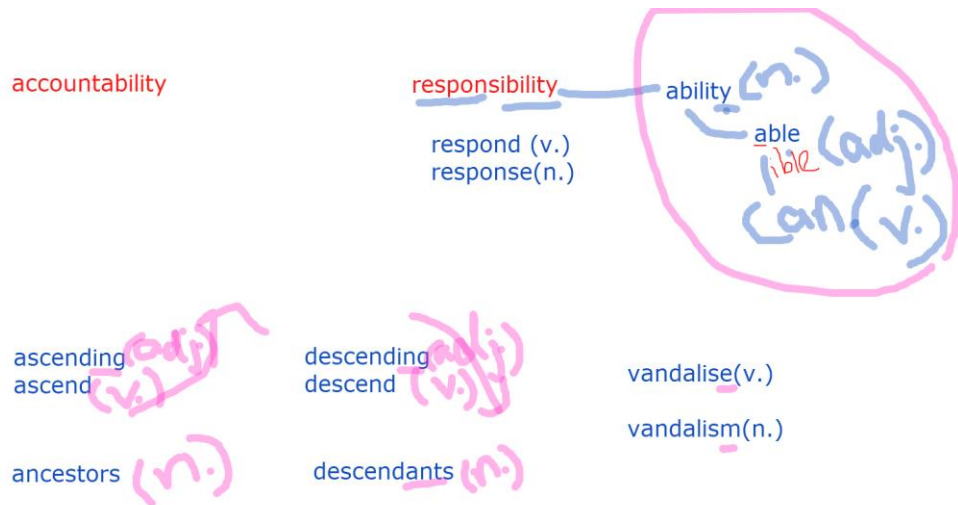 accountability
responsibility
ability (n.)
respond (v.)
response(n.)
able (adj.)
ible
can (v.)
ascending (adj)
ascend (v.)
descending (adj)
descend (v.)
vandalise(v.)
vandalism(n.)
ancestors (n.)
descendants (n.)